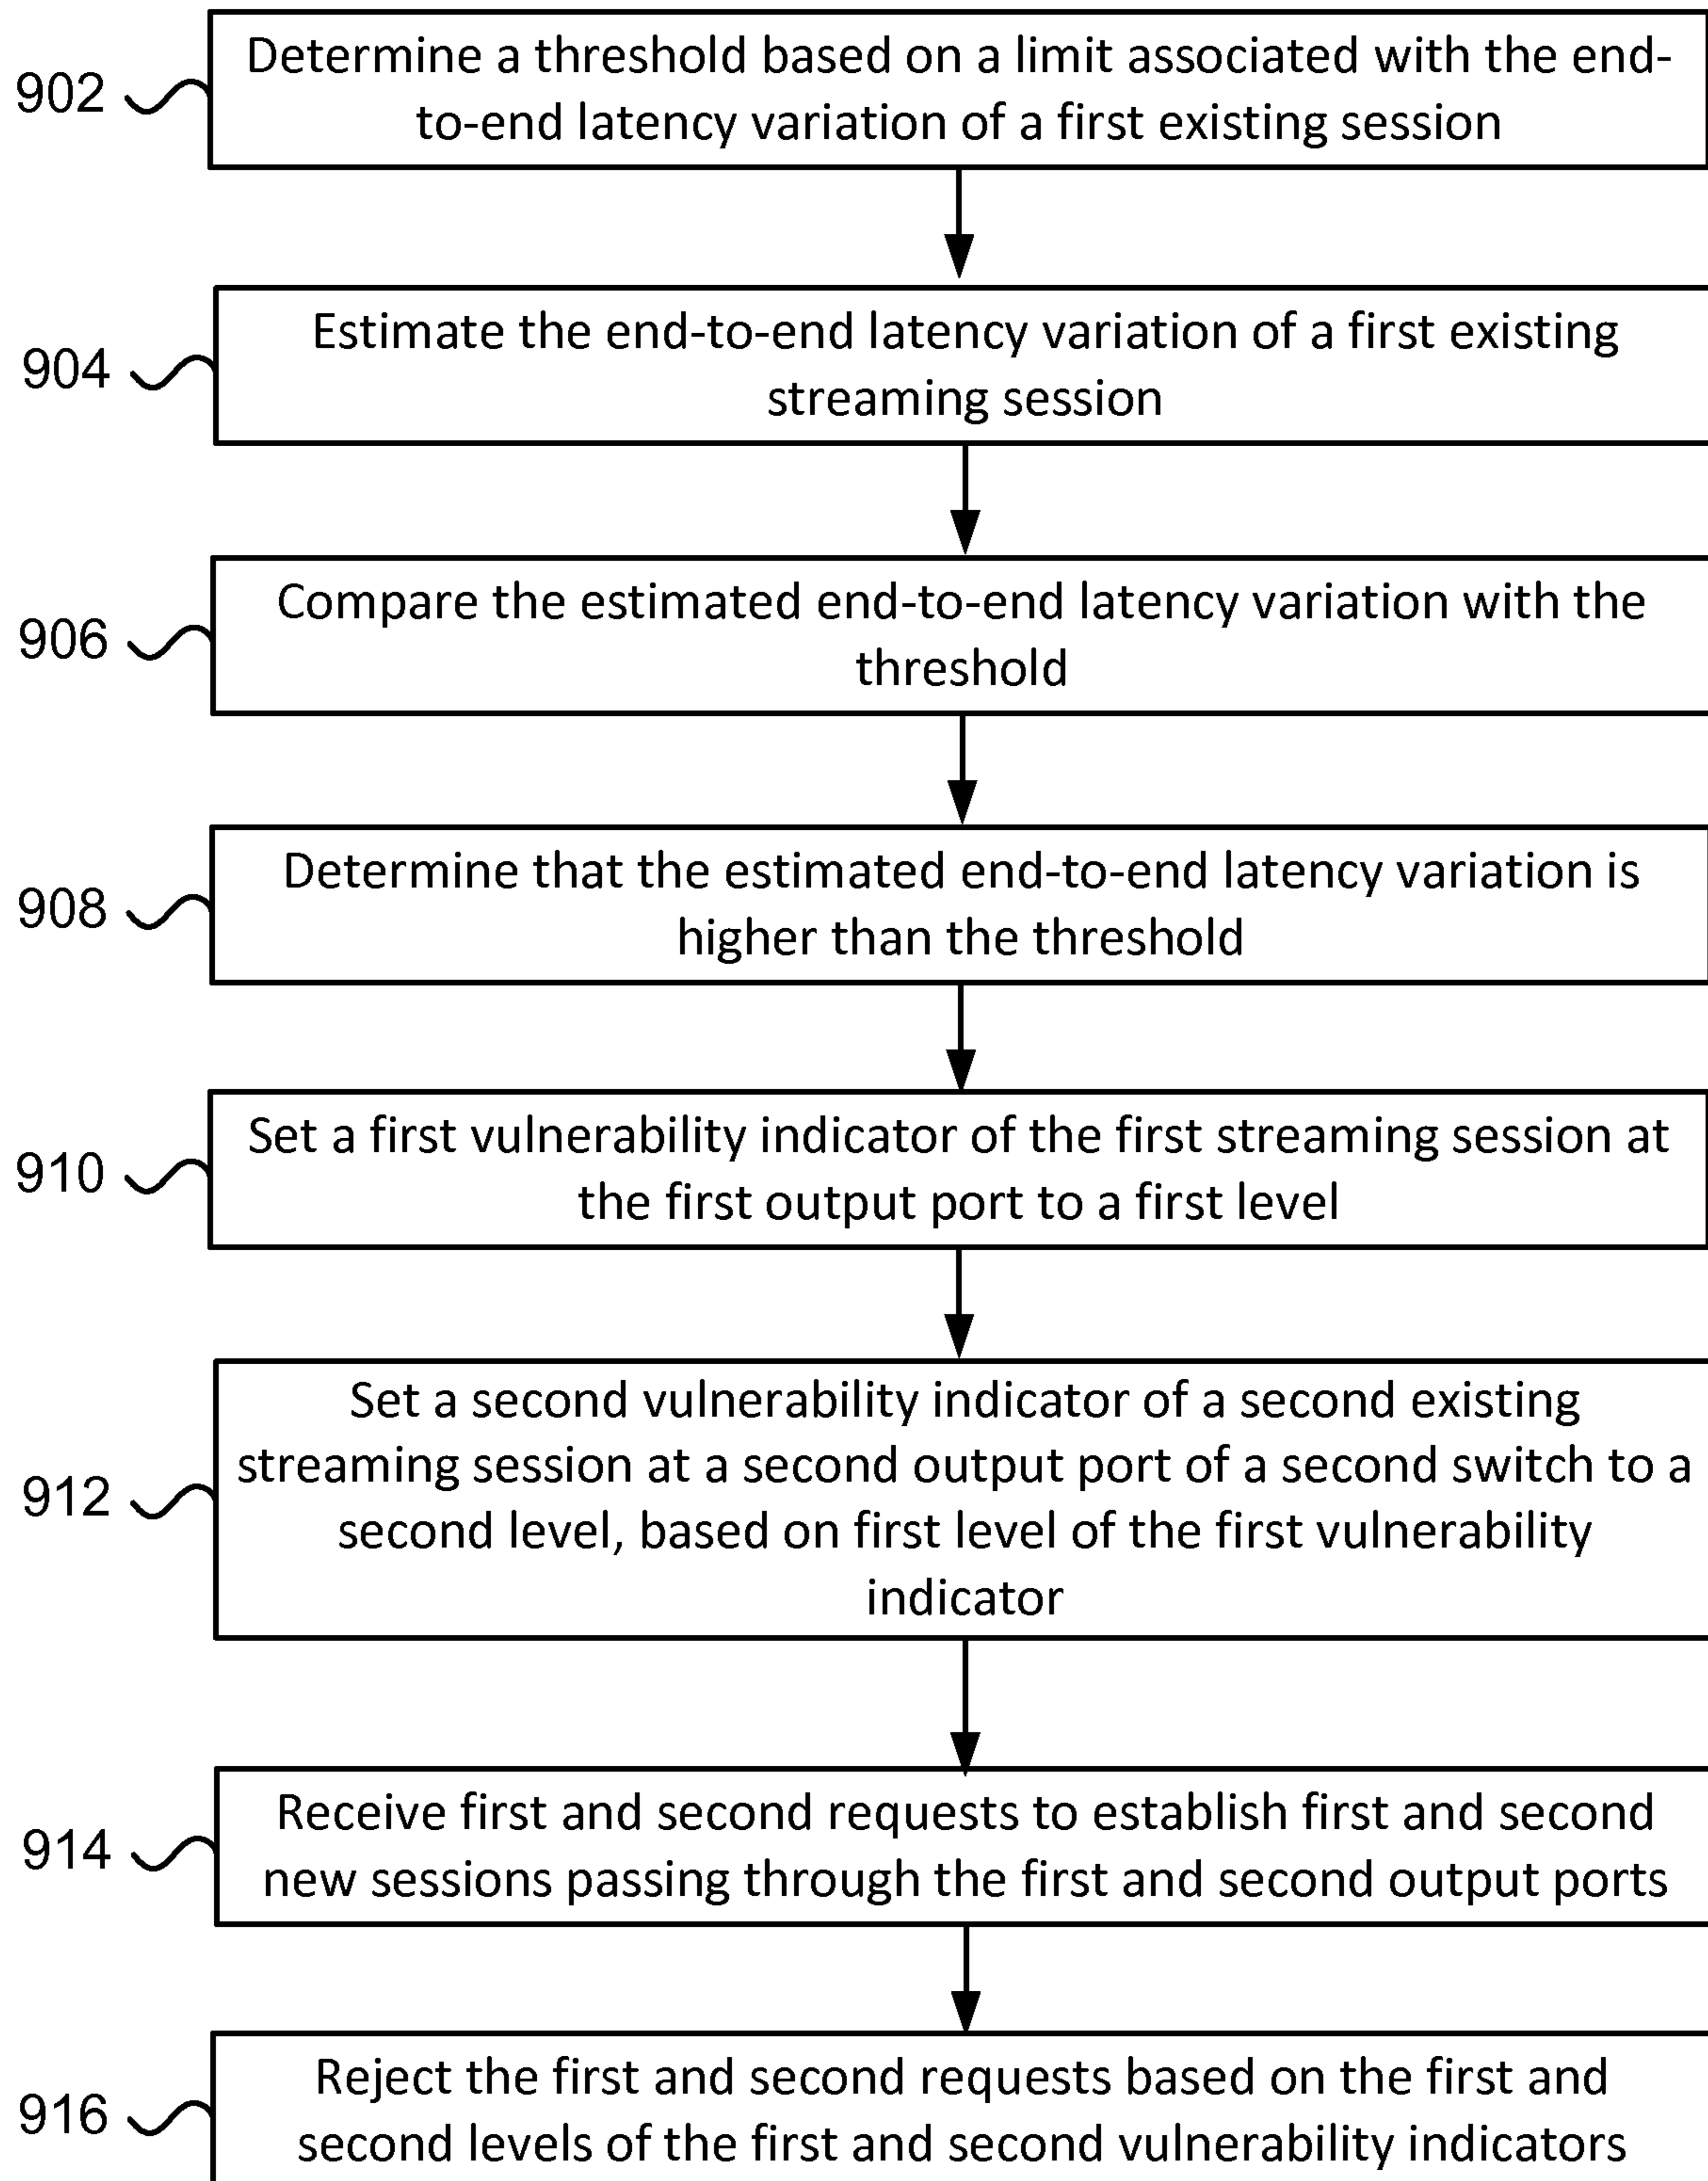 902
Determine a threshold based on a limit associated with the end-
to-end latency variation of a first existing session
904
Estimate the end-to-end latency variation of a first existing
streaming session
906
Compare the estimated end-to-end latency variation with the
threshold
908
Determine that the estimated end-to-end latency variation is
higher than the threshold
910
Set a first vulnerability indicator of the first streaming session at
the first output port to a first level
912
Set a second vulnerability indicator of a second existing
streaming session at a second output port of a second switch to a
second level, based on first level of the first vulnerability
indicator
914
Receive first and second requests to establish first and second
new sessions passing through the first and second output ports
916
Reject the first and second requests based on the first and
second levels of the first and second vulnerability indicators